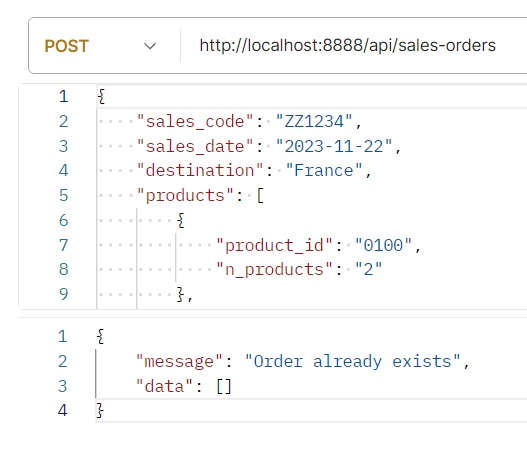 POST http://localhost:8888/api/sales-orders
1 {
2 "sales_code": "ZZ1234",
3 "sales_date": "2023-11-22",
4 "destination": "France",
5 "products": [
6 {
7 "product_id": "0100",
8 "n_products": "2"
9 },
1 {
2 "message": "Order already exists",
3 "data": []
4 }